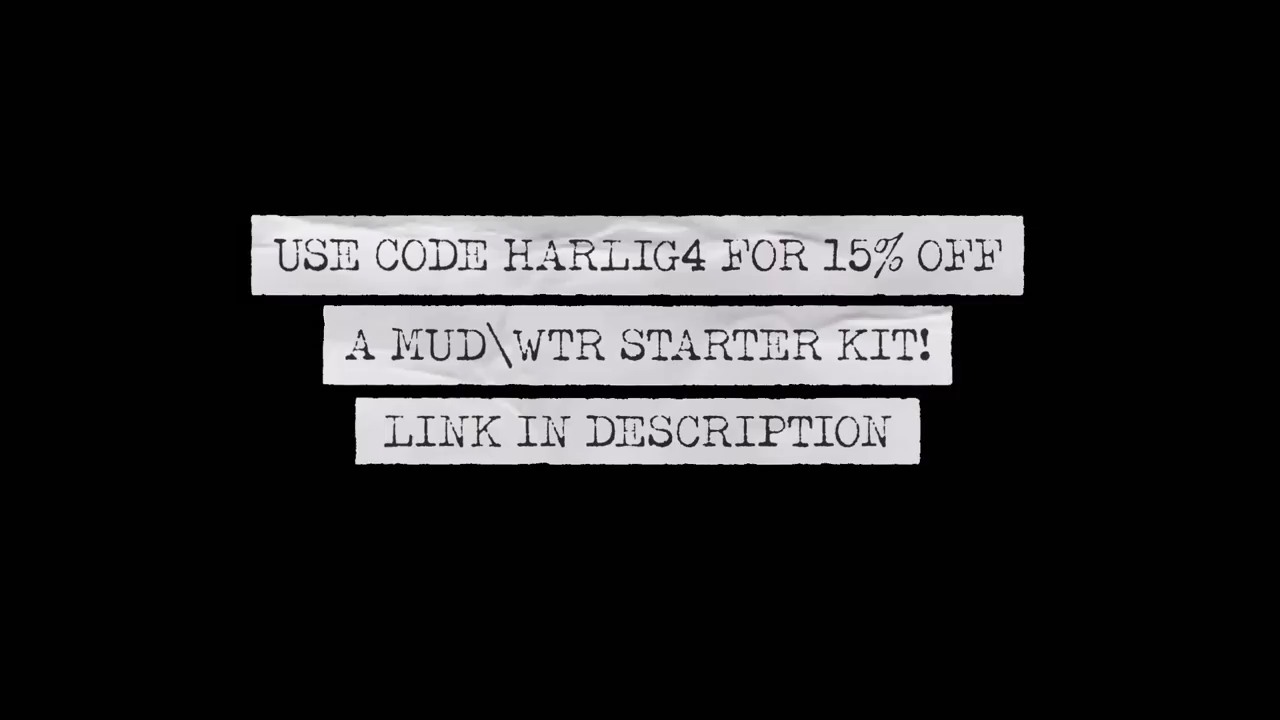 USE CODE HARLIG4 FOR 15% OFF
A MUD\WTR STARTER KIT!
LINK IN DESCRIPTION